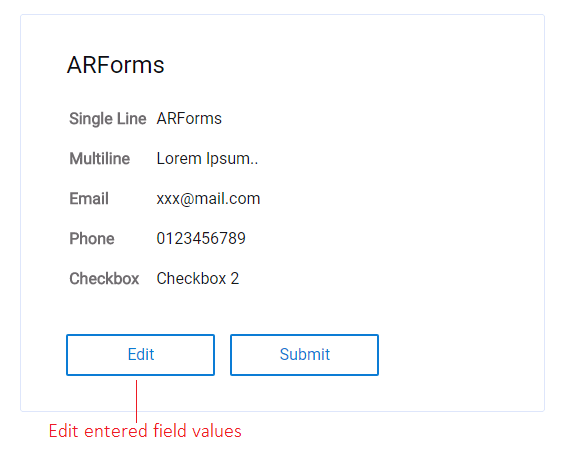 ARForms
Single Line ARForms
Multiline Lorem Ipsum..
Email xxx@mail.com
Phone 0123456789
Checkbox Checkbox 2
Edit Submit
Edit entered field values